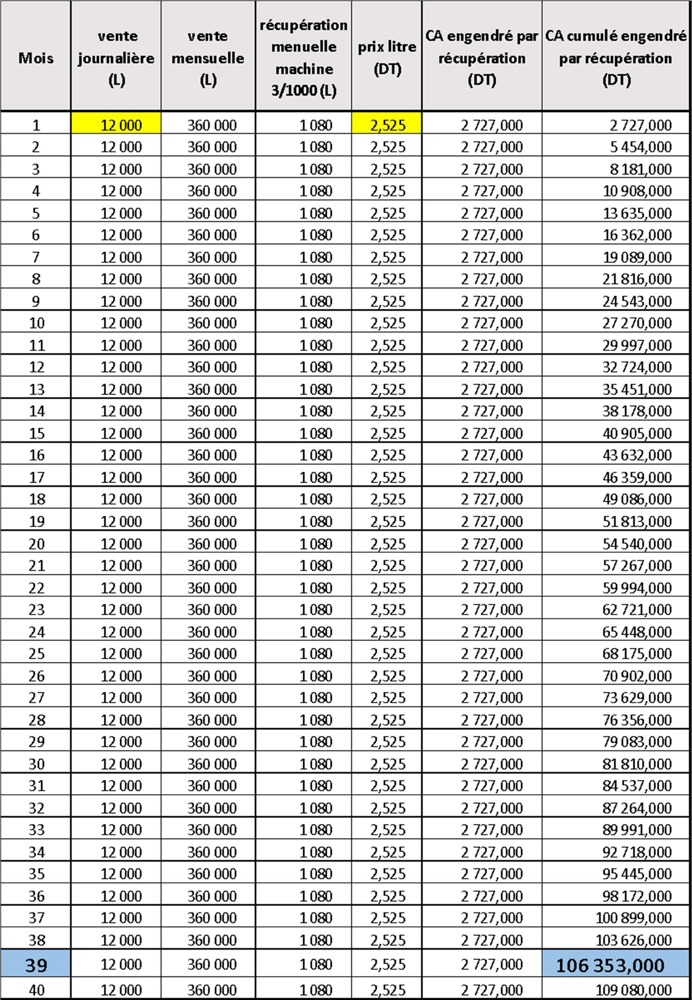 Mois vente journalière (L) vente mensuelle (L) récupération menuelle machine 3/1000 (L) prix litre (DT) CA engendré par récupération (DT) CA cumulé engendré par récupération (DT)
1 12 000 360 000 1 080 2,525 2 727,000 2 727,000
2 12 000 360 000 1 080 2,525 2 727,000 5 454,000
3 12 000 360 000 1 080 2,525 2 727,000 8 181,000
4 12 000 360 000 1 080 2,525 2 727,000 10 908,000
5 12 000 360 000 1 080 2,525 2 727,000 13 635,000
6 12 000 360 000 1 080 2,525 2 727,000 16 362,000
7 12 000 360 000 1 080 2,525 2 727,000 19 089,000
8 12 000 360 000 1 080 2,525 2 727,000 21 816,000
9 12 000 360 000 1 080 2,525 2 727,000 24 543,000
10 12 000 360 000 1 080 2,525 2 727,000 27 270,000
11 12 000 360 000 1 080 2,525 2 727,000 29 997,000
12 12 000 360 000 1 080 2,525 2 727,000 32 724,000
13 12 000 360 000 1 080 2,525 2 727,000 35 451,000
14 12 000 360 000 1 080 2,525 2 727,000 38 178,000
15 12 000 360 000 1 080 2,525 2 727,000 40 905,000
16 12 000 360 000 1 080 2,525 2 727,000 43 632,000
17 12 000 360 000 1 080 2,525 2 727,000 46 359,000
18 12 000 360 000 1 080 2,525 2 727,000 49 086,000
19 12 000 360 000 1 080 2,525 2 727,000 51 813,000
20 12 000 360 000 1 080 2,525 2 727,000 54 540,000
21 12 000 360 000 1 080 2,525 2 727,000 57 267,000
22 12 000 360 000 1 080 2,525 2 727,000 59 994,000
23 12 000 360 000 1 080 2,525 2 727,000 62 721,000
24 12 000 360 000 1 080 2,525 2 727,000 65 448,000
25 12 000 360 000 1 080 2,525 2 727,000 68 175,000
26 12 000 360 000 1 080 2,525 2 727,000 70 902,000
27 12 000 360 000 1 080 2,525 2 727,000 73 629,000
28 12 000 360 000 1 080 2,525 2 727,000 76 356,000
29 12 000 360 000 1 080 2,525 2 727,000 79 083,000
30 12 000 360 000 1 080 2,525 2 727,000 81 810,000
31 12 000 360 000 1 080 2,525 2 727,000 84 537,000
32 12 000 360 000 1 080 2,525 2 727,000 87 264,000
33 12 000 360 000 1 080 2,525 2 727,000 89 991,000
34 12 000 360 000 1 080 2,525 2 727,000 92 718,000
35 12 000 360 000 1 080 2,525 2 727,000 95 445,000
36 12 000 360 000 1 080 2,525 2 727,000 98 172,000
37 12 000 360 000 1 080 2,525 2 727,000 100 899,000
38 12 000 360 000 1 080 2,525 2 727,000 103 626,000
39 12 000 360 000 1 080 2,525 2 727,000 106 353,000
40 12 000 360 000 1 080 2,525 2 727,000 109 080,000